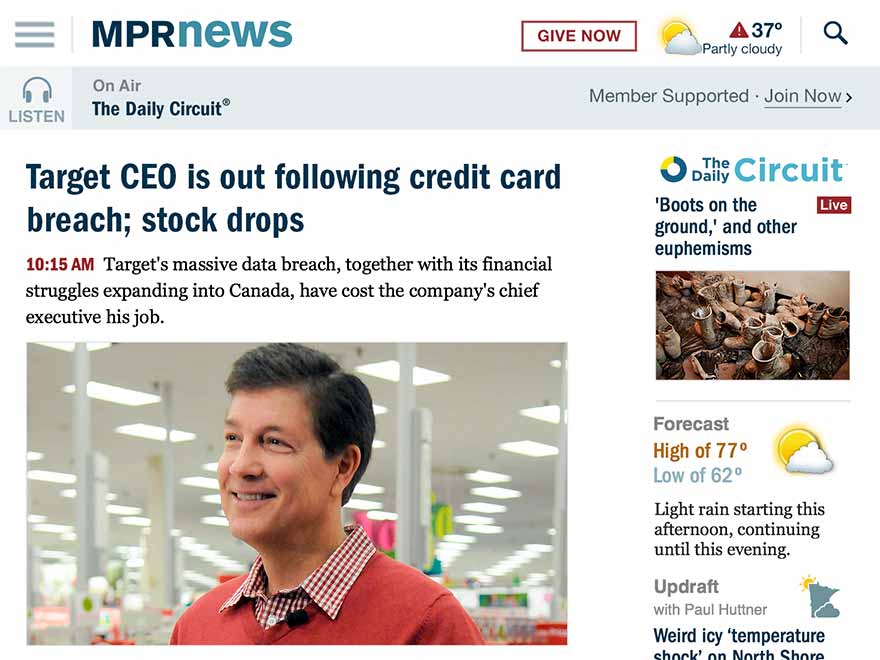 MPRnews
GIVE NOW
37º
Partly cloudy
LISTEN
On Air
The Daily Circuit®
Member Supported · Join Now ›
Target CEO is out following credit card
breach; stock drops
10:15 AM Target's massive data breach, together with its financial
struggles expanding into Canada, have cost the company's chief
executive his job.
The Daily Circuit
'Boots on the
ground,' and other
euphemisms
Live
Forecast
High of 77º
Low of 62º
Light rain starting this
afternoon, continuing
until this evening.
Updraft
with Paul Huttner
Weird icy ‘temperature
shock’ on North Shore